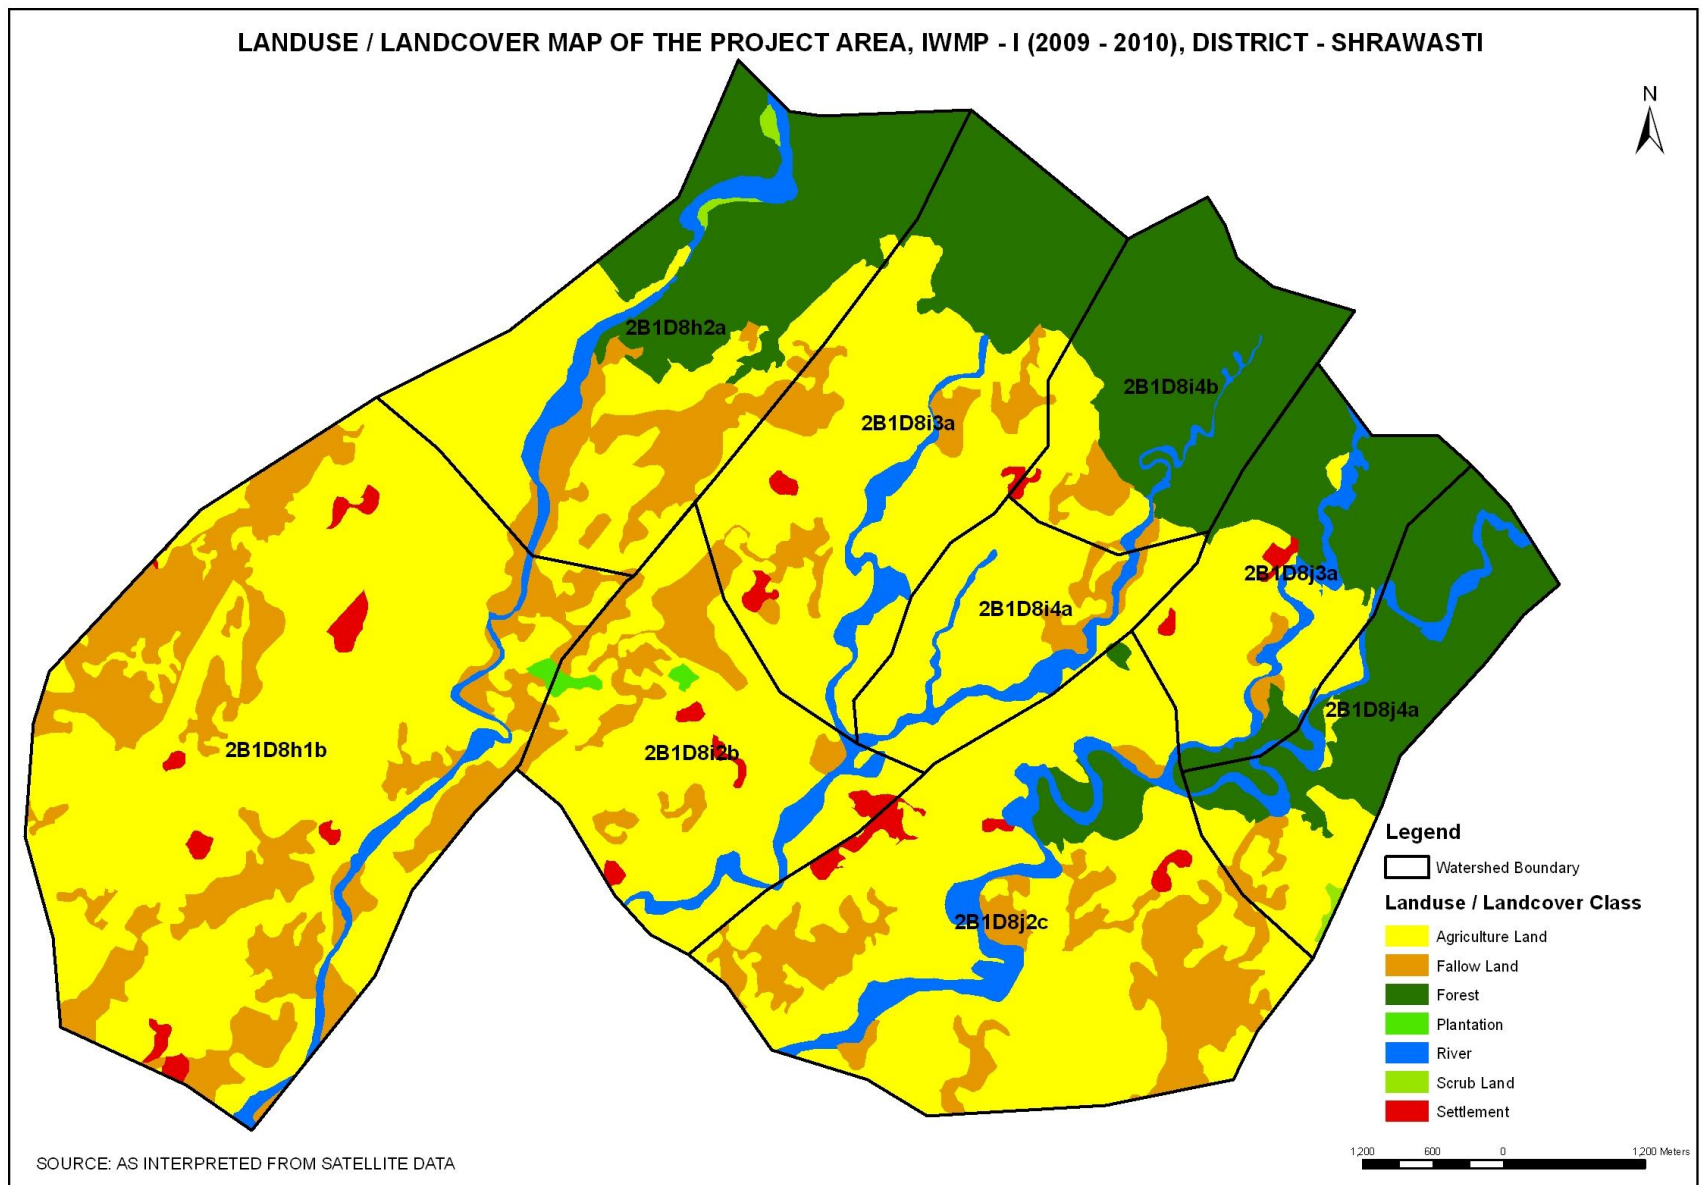 LANDUSE / LANDCOVER MAP OF THE PROJECT AREA, IWMP - I (2009 - 2010), DISTRICT - SHRAWASTI
N
2B1D8h2a
2B1D8i4b
2B1D8i3a
2B1D8j3a
2B1D8i4a
2B1D8j4a
2B1D8h1b
2B1D8i2b
2B1D8j2c
Legend
Watershed Boundary
Landuse / Landcover Class
Agriculture Land
Fallow Land
Forest
Plantation
River
Scrub Land
Settlement
1,200 600 0 1,200 Meters
SOURCE: AS INTERPRETED FROM SATELLITE DATA